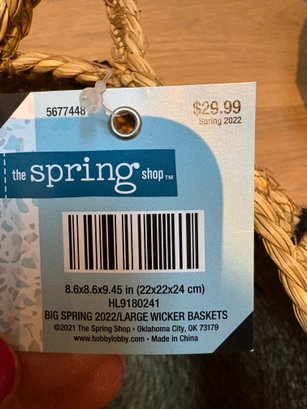 5677448
$29.99
Spring 2022
the spring shop™
8.6x8.6x9.45 in (22x22x24 cm)
HL9180241
BIG SPRING 2022/LARGE WICKER BASKETS
©2021 The Spring Shop • Oklahoma City, OK 73179
www.hobbylobby.com • Made in China